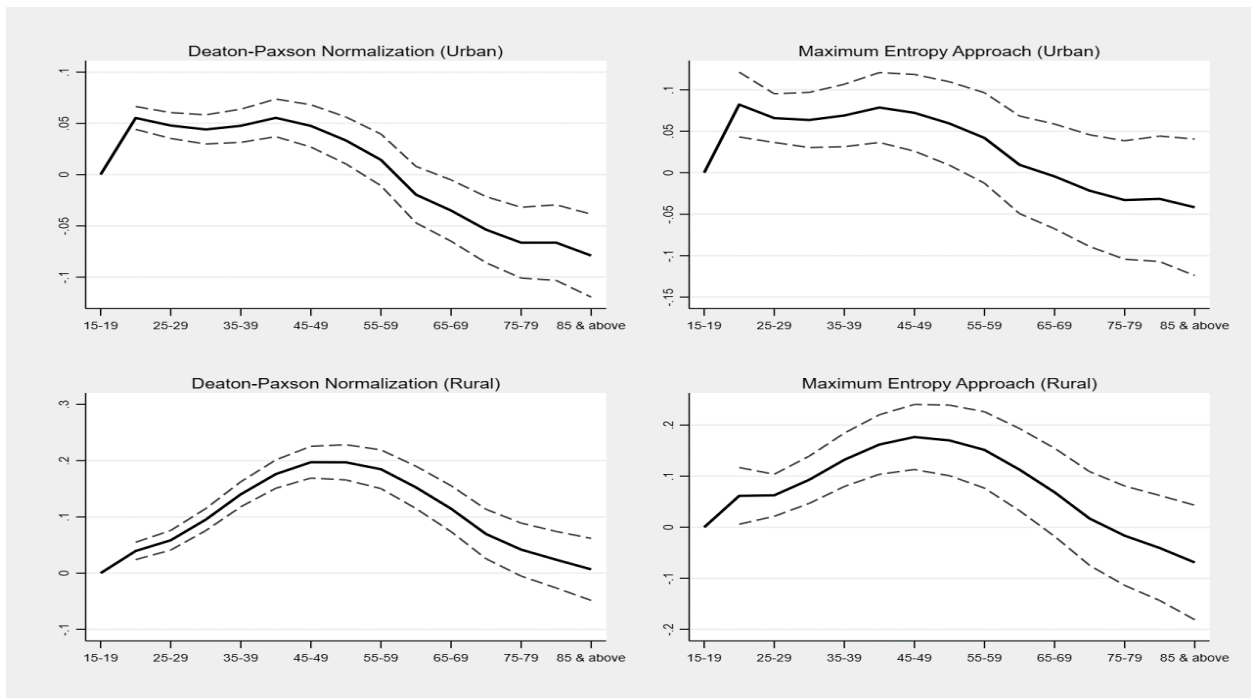 Deaton-Paxson Normalization (Urban)
.1
.05
0
-.05
-.1
15-19 25-29 35-39 45-49 55-59 65-69 75-79 85 & above
Maximum Entropy Approach (Urban)
.1
.05
0
-.05
-.1
-.15
15-19 25-29 35-39 45-49 55-59 65-69 75-79 85 & above
Deaton-Paxson Normalization (Rural)
.3
.2
.1
0
-.1
15-19 25-29 35-39 45-49 55-59 65-69 75-79 85 & above
Maximum Entropy Approach (Rural)
.2
.1
0
-.1
-.2
15-19 25-29 35-39 45-49 55-59 65-69 75-79 85 & above